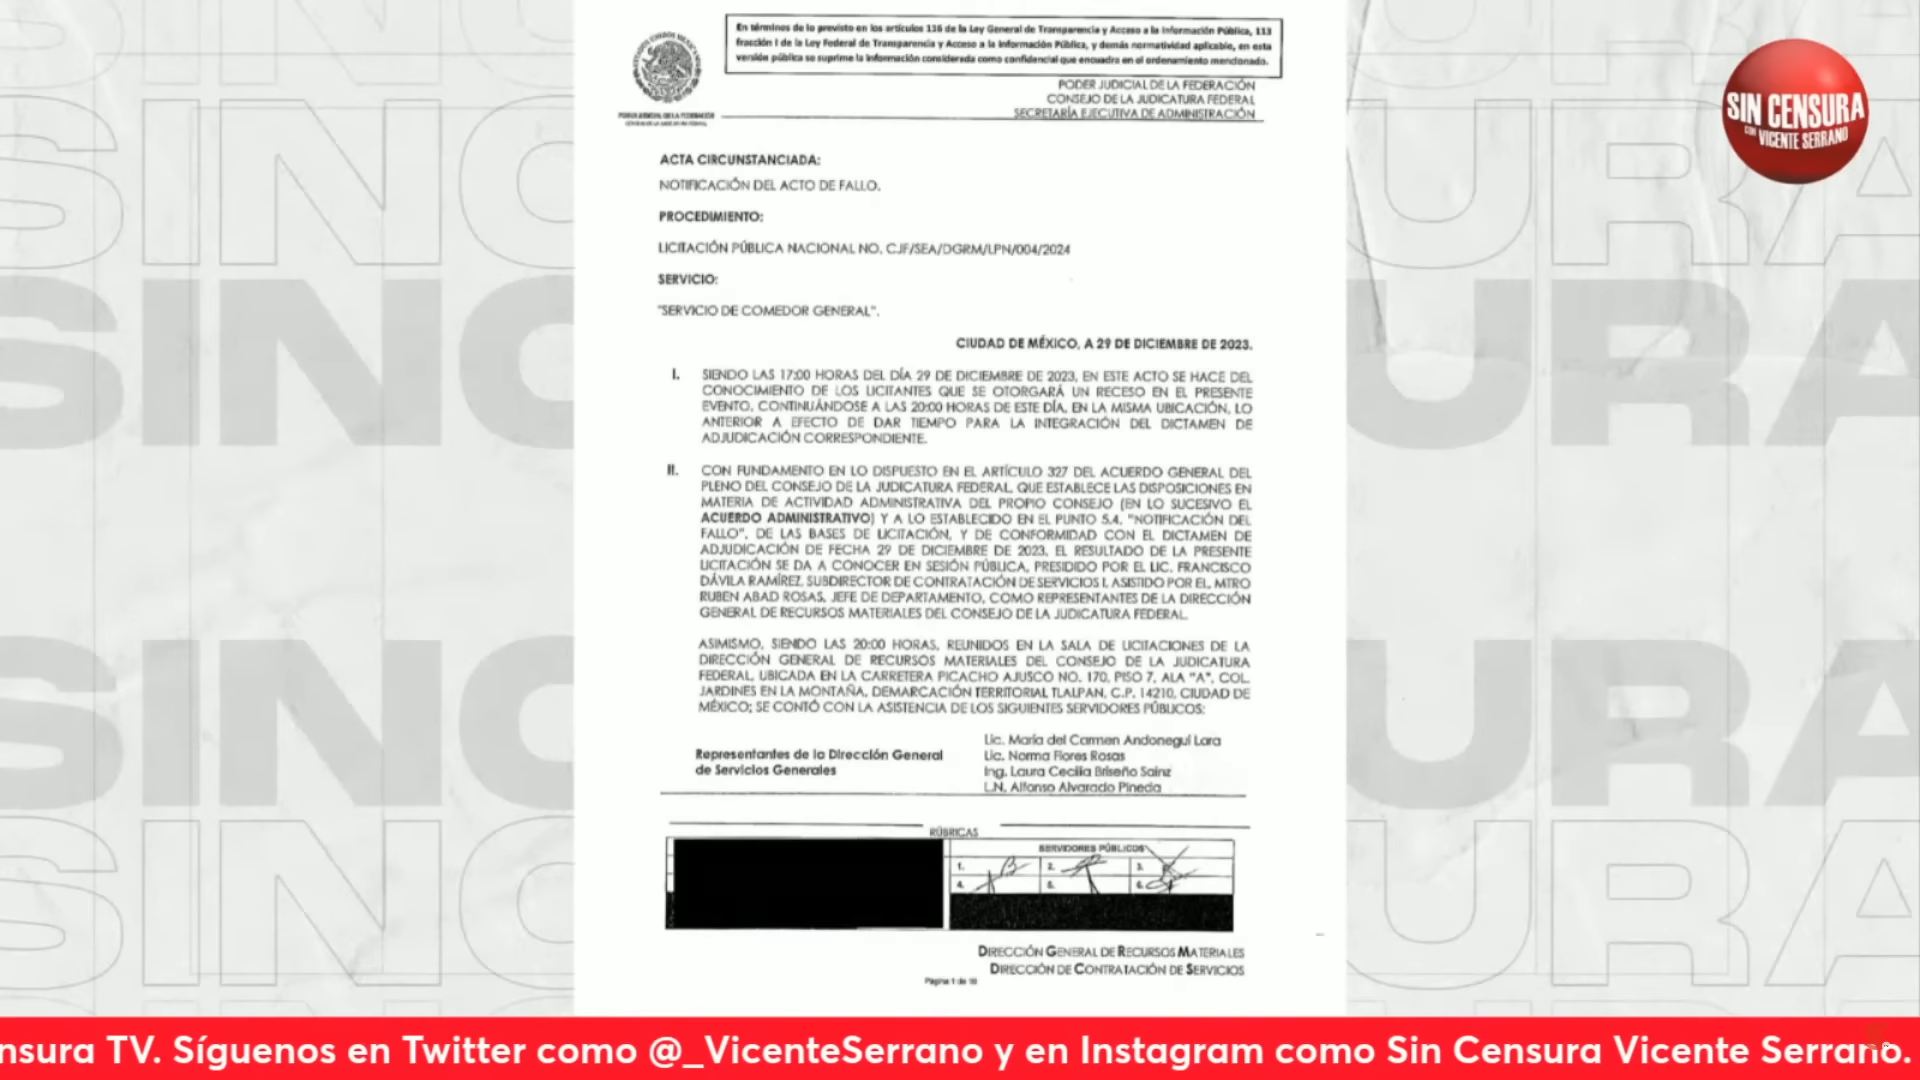 En términos de lo previsto en los artículos 116 de la Ley General de Transparencia y Acceso a la Información Pública, 113
fracción I de la Ley Federal de Transparencia y Acceso a la Información Pública, y demás normatividad aplicable, en esta
versión pública se suprime la información considerada como confidencial que encuadra en el ordenamiento mencionado.
PODER JUDICIAL DE LA FEDERACIÓN
PODER JUDICIAL DE LA FEDERACIÓN
CONSEJO DE LA JUDICATURA FEDERAL
CONSEJO DE LA JUDICATURA FEDERAL
SECRETARÍA EJECUTIVA DE ADMINISTRACIÓN
SIN CENSURA
CON VICENTE SERRANO
ACTA CIRCUNSTANCIADA:
NOTIFICACIÓN DEL ACTO DE FALLO.
PROCEDIMIENTO:
LICITACIÓN PÚBLICA NACIONAL NO. CJF/SEA/DGRM/LPN/004/2024
SERVICIO:
"SERVICIO DE COMEDOR GENERAL".
CIUDAD DE MÉXICO, A 29 DE DICIEMBRE DE 2023.
I. SIENDO LAS 17:00 HORAS DEL DÍA 29 DE DICIEMBRE DE 2023, EN ESTE ACTO SE HACE DEL
CONOCIMIENTO DE LOS LICITANTES QUE SE OTORGARÁ UN RECESO EN EL PRESENTE
EVENTO, CONTINUÁNDOSE A LAS 20:00 HORAS DE ESTE DÍA, EN LA MISMA UBICACIÓN, LO
ANTERIOR A EFECTO DE DAR TIEMPO PARA LA INTEGRACIÓN DEL DICTAMEN DE
ADJUDICACIÓN CORRESPONDIENTE.
II. CON FUNDAMENTO EN LO DISPUESTO EN EL ARTÍCULO 327 DEL ACUERDO GENERAL DEL
PLENO DEL CONSEJO DE LA JUDICATURA FEDERAL, QUE ESTABLECE LAS DISPOSICIONES EN
MATERIA DE ACTIVIDAD ADMINISTRATIVA DEL PROPIO CONSEJO (EN LO SUCESIVO EL
ACUERDO ADMINISTRATIVO) Y A LO ESTABLECIDO EN EL PUNTO 5.4. "NOTIFICACIÓN DEL
FALLO", DE LAS BASES DE LICITACIÓN, Y DE CONFORMIDAD CON EL DICTAMEN DE
ADJUDICACIÓN DE FECHA 29 DE DICIEMBRE DE 2023, EL RESULTADO DE LA PRESENTE
LICITACIÓN SE DA A CONOCER EN SESIÓN PÚBLICA, PRESIDIDO POR EL LIC. FRANCISCO
DÁVILA RAMÍREZ, SUBDIRECTOR DE CONTRATACIÓN DE SERVICIOS I, ASISTIDO POR EL, MTRO
RUBEN ABAD ROSAS, JEFE DE DEPARTAMENTO, COMO REPRESENTANTES DE LA DIRECCIÓN
GENERAL DE RECURSOS MATERIALES DEL CONSEJO DE LA JUDICATURA FEDERAL.
ASIMISMO, SIENDO LAS 20:00 HORAS, REUNIDOS EN LA SALA DE LICITACIONES DE LA
DIRECCIÓN GENERAL DE RECURSOS MATERIALES DEL CONSEJO DE LA JUDICATURA
FEDERAL, UBICADA EN LA CARRETERA PICACHO AJUSCO NO. 170, PISO 7, ALA "A", COL.
JARDINES EN LA MONTAÑA, DEMARCACIÓN TERRITORIAL TLALPAN, C.P. 14210, CIUDAD DE
MÉXICO; SE CONTÓ CON LA ASISTENCIA DE LOS SIGUIENTES SERVIDORES PÚBLICOS:
Representantes de la Dirección General
de Servicios Generales
Lic. María del Carmen Andonegui Lara
Lic. Norma Flores Rosas
Ing. Laura Cecilia Briseño Sainz
L.N. Alfonso Alvarado Pineda
RÚBRICAS
SERVIDORES PÚBLICOS
1. 2. 3.
4. 5. 6.
DIRECCIÓN GENERAL DE RECURSOS MATERIALES
DIRECCIÓN DE CONTRATACIÓN DE SERVICIOS
Página 1 de 10
nsura TV. Síguenos en Twitter como @_VicenteSerrano y en Instagram como Sin Censura Vicente Serrano.